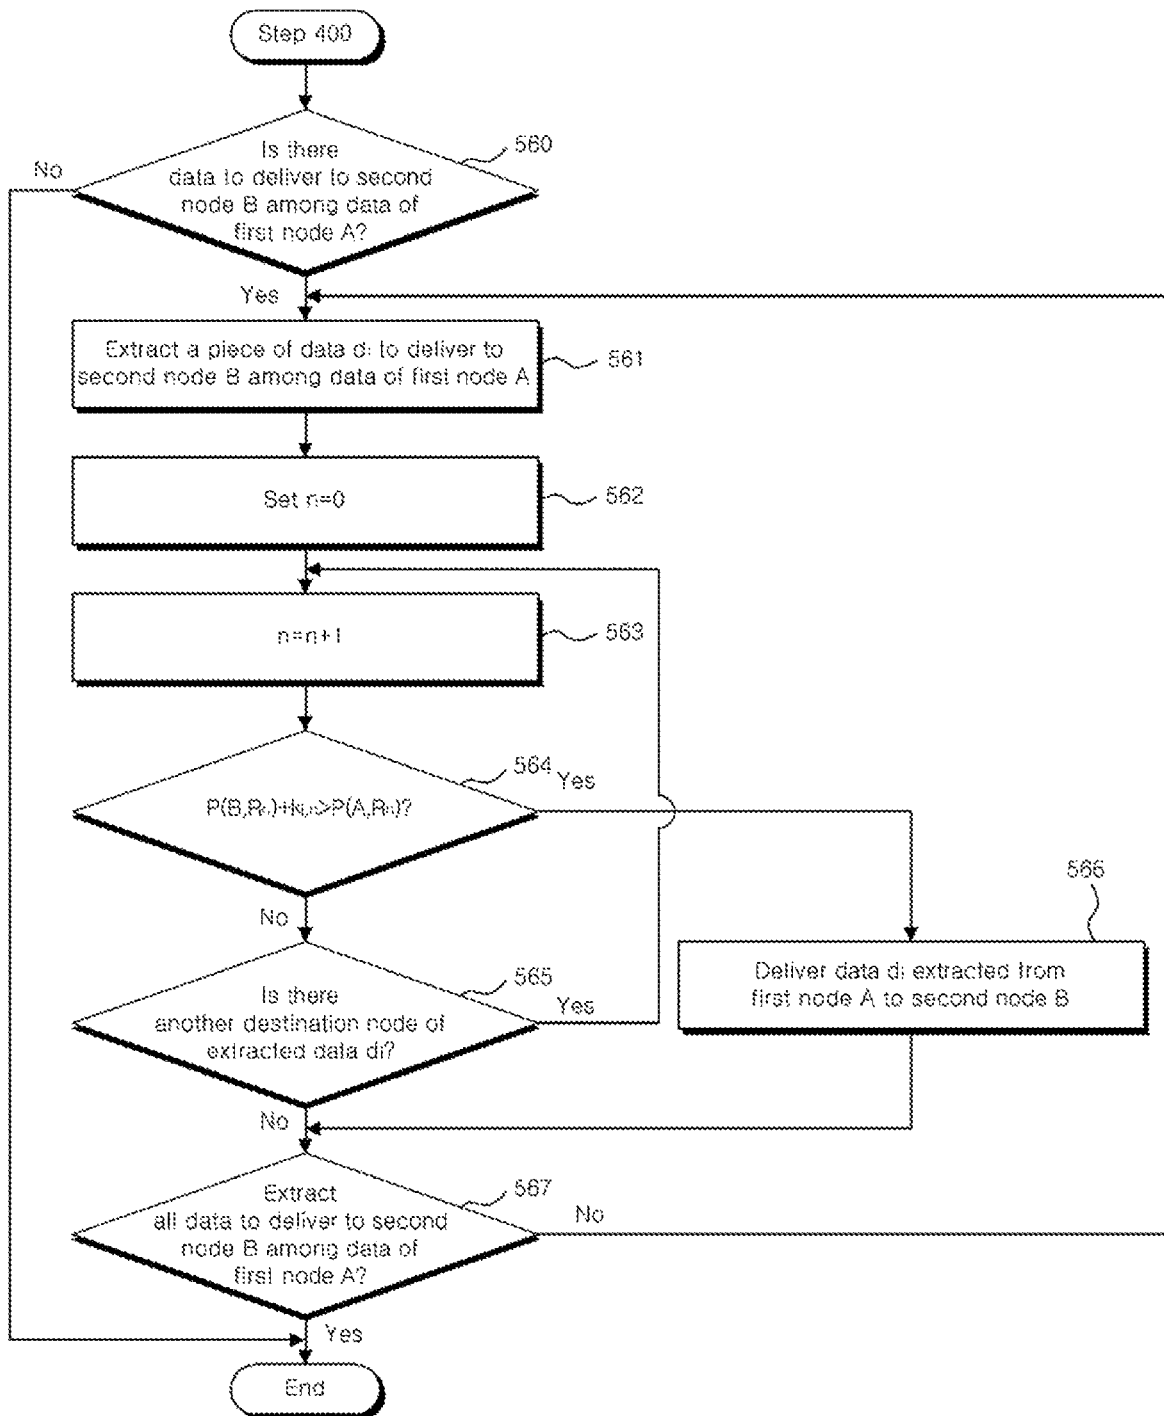 Step 400
Is there
data to deliver to second
node B among data of
first node A?
560
No
Yes
Extract a piece of data di to deliver to
second node B among data of first node A
561
Set n=0
562
n=n+1
563
564
Yes
No
566
Deliver data di extracted from
first node A to second node B
Is there
another destination node of
extracted data di?
565
Yes
No
Extract
all data to deliver to second
node B among data of
first node A?
567
No
Yes
End